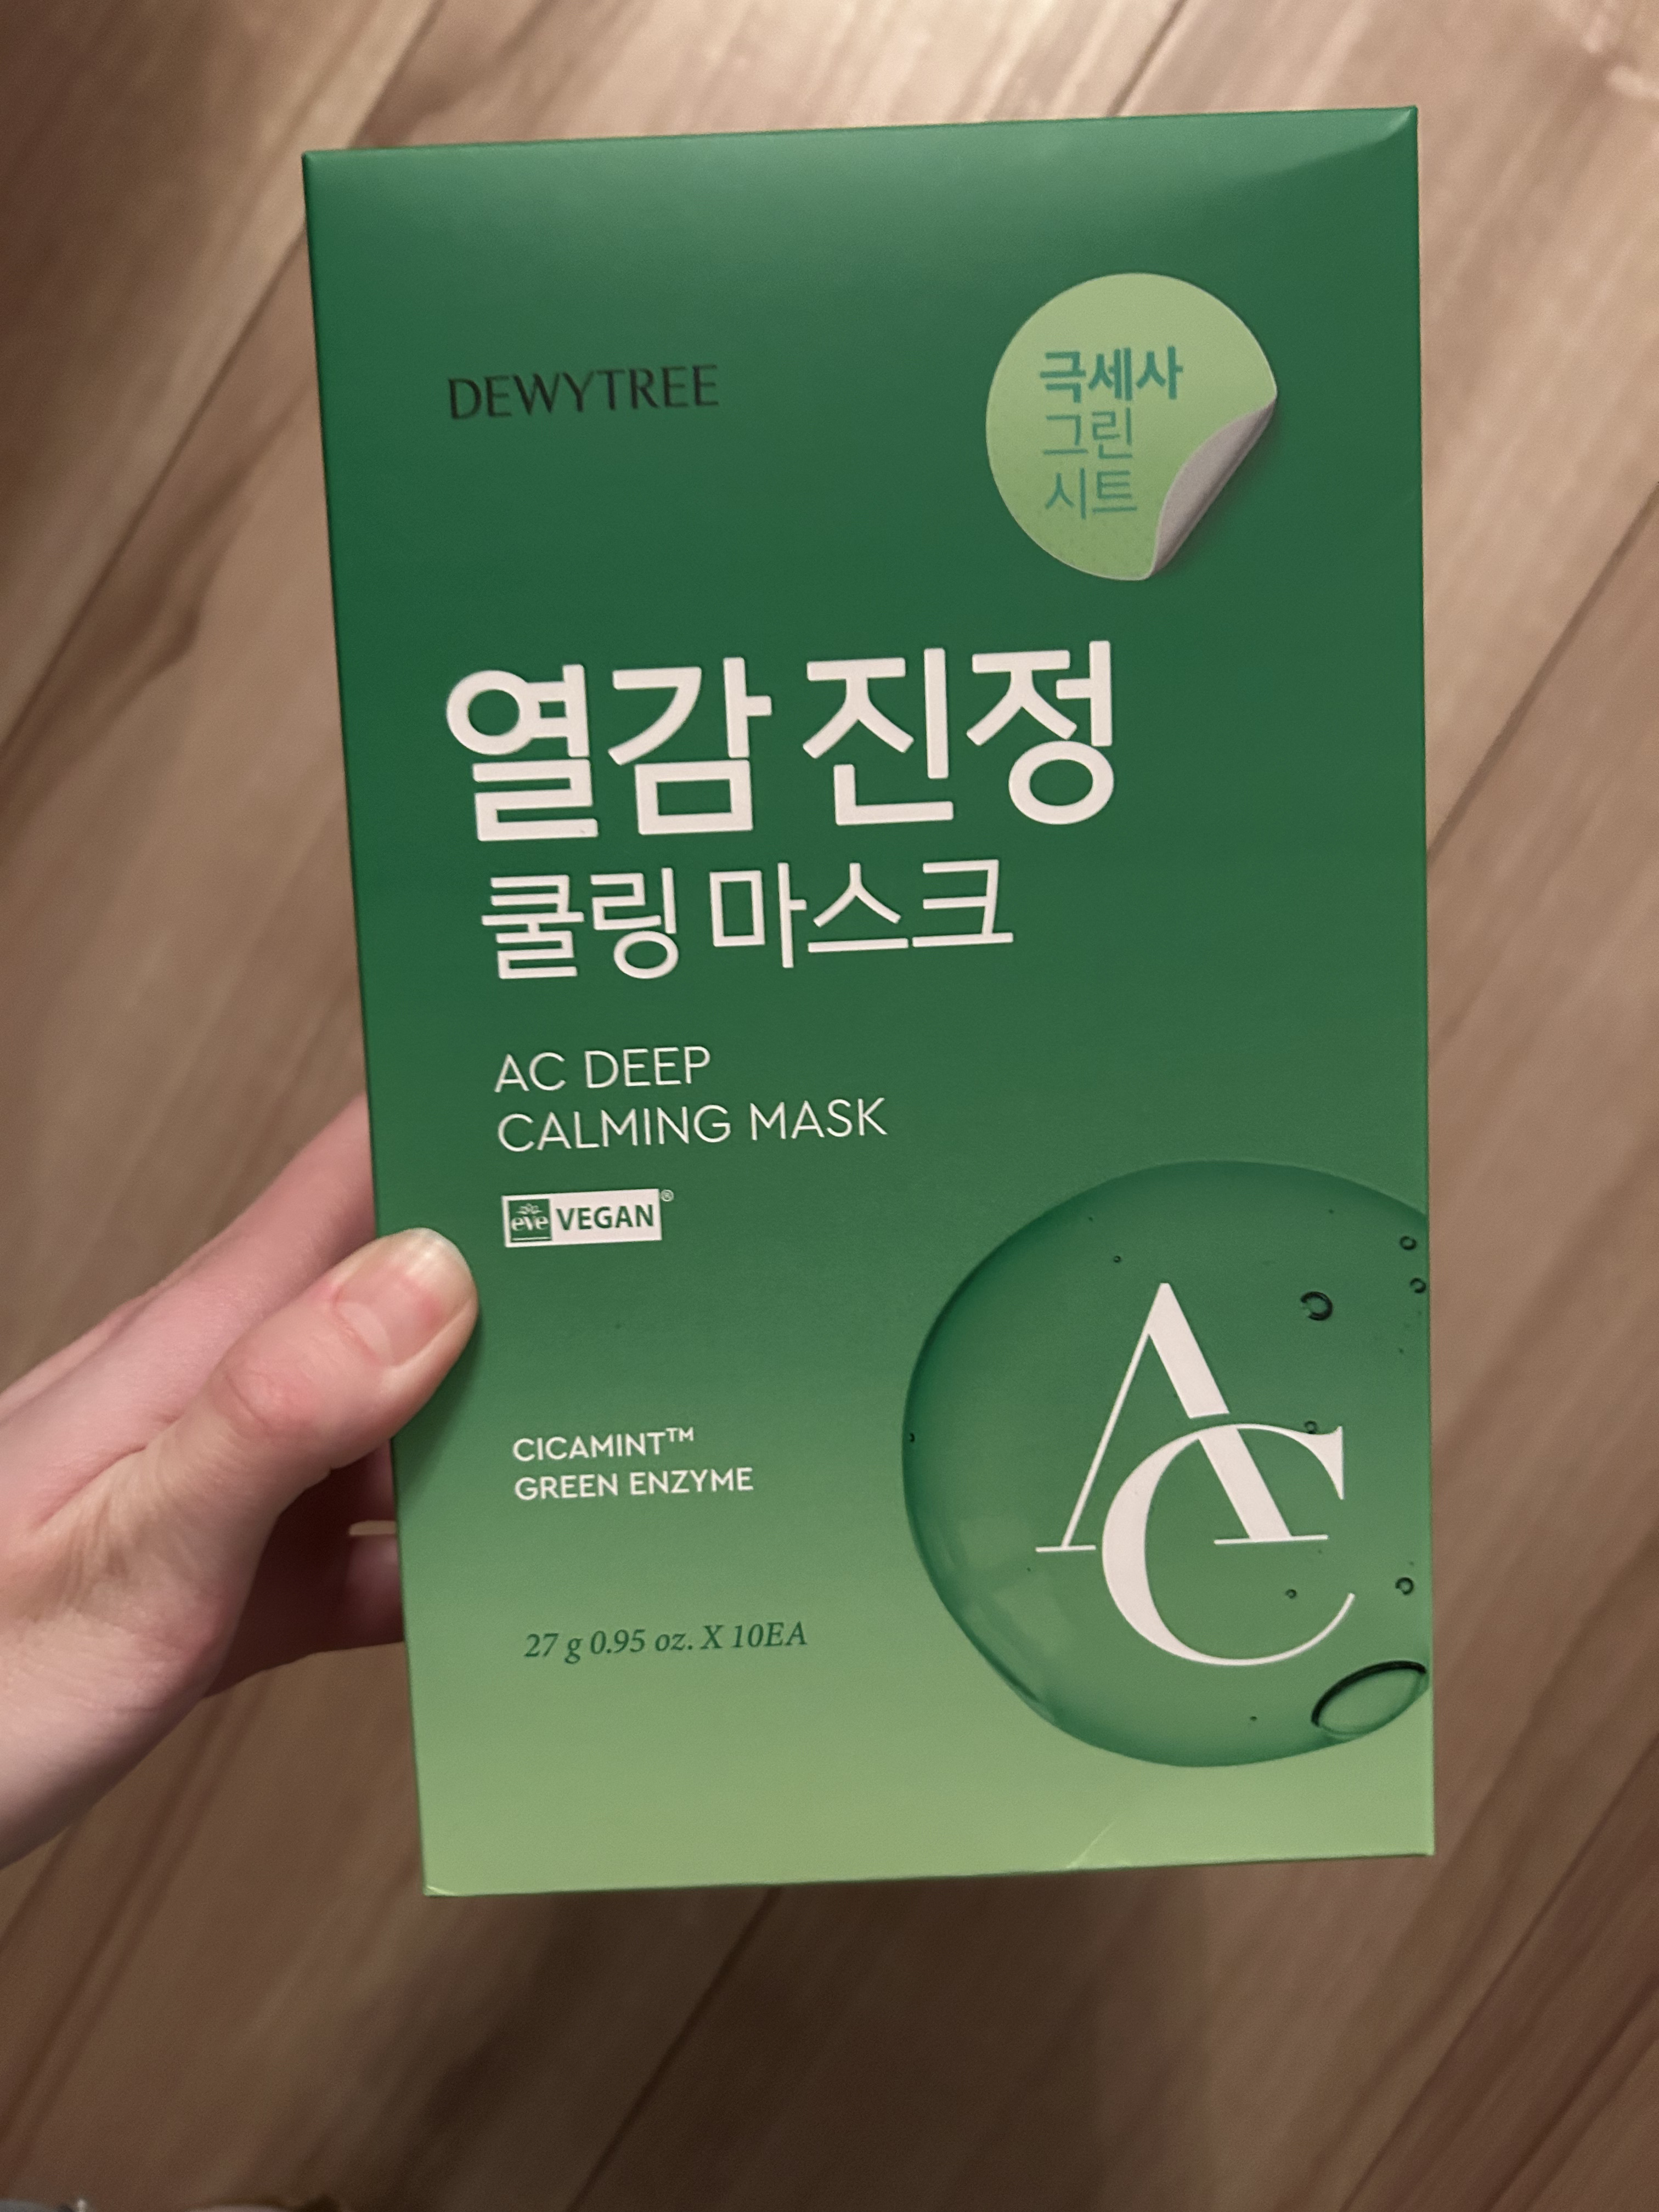 DEWYTREE
극세사
그린
시트
열감 진정
쿨링 마스크
AC DEEP
CALMING MASK
eve VEGAN®
CICAMINT™
GREEN ENZYME
AC
27 g 0.95 oz. X 10EA